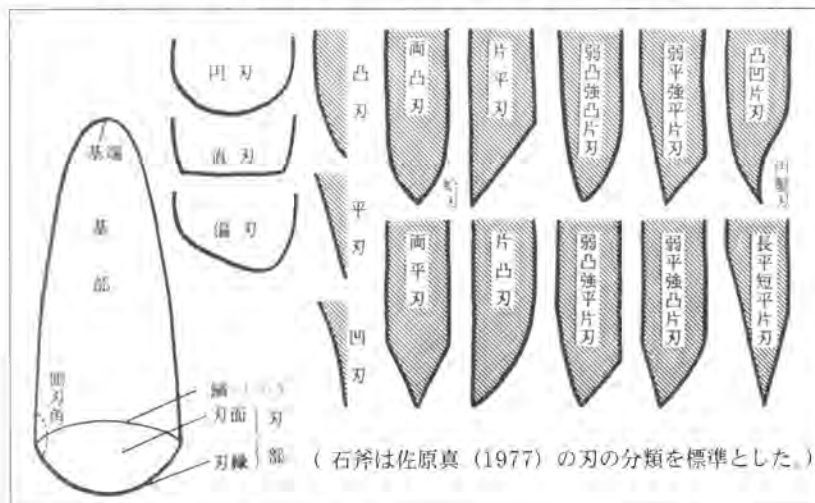 基端
基部
鎬
刃面
刃縁
刃部
円刃
直刃
偏刃
凸刃
平刃
凹刃
両凸刃
片平刃
弱凸強凸片刃
弱平強平片刃
凸凹片刃
両平刃
片凸刃
弱凸強平片刃
弱平強凸片刃
長平短平片刃
(石斧は佐原真(1977)の刃の分類を標準とした。)